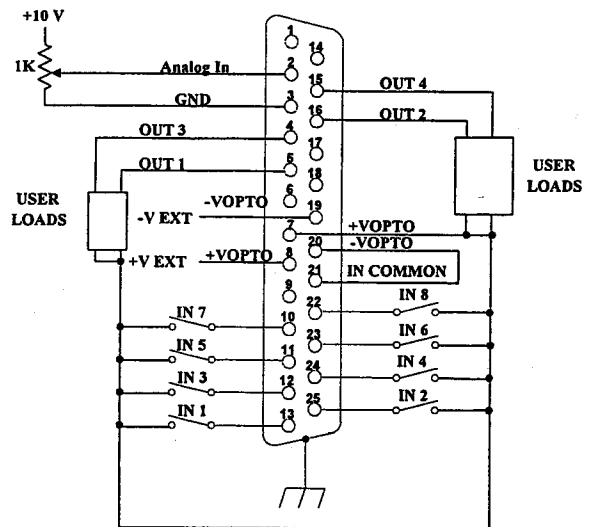 +10 V
1
14
1K
Analog In
2
15
OUT 4
GND
3
16
OUT 2
OUT 3
4
17
OUT 1
5
18
USER
LOADS
USER
LOADS
-VOPTO
6
-V EXT
19
7
+VOPTO
20
-VOPTO
+V EXT
+VOPTO
8
21
IN COMMON
9
22
IN 8
IN 7
10
23
IN 6
IN 5
11
24
IN 4
IN 3
12
25
IN 2
IN 1
13